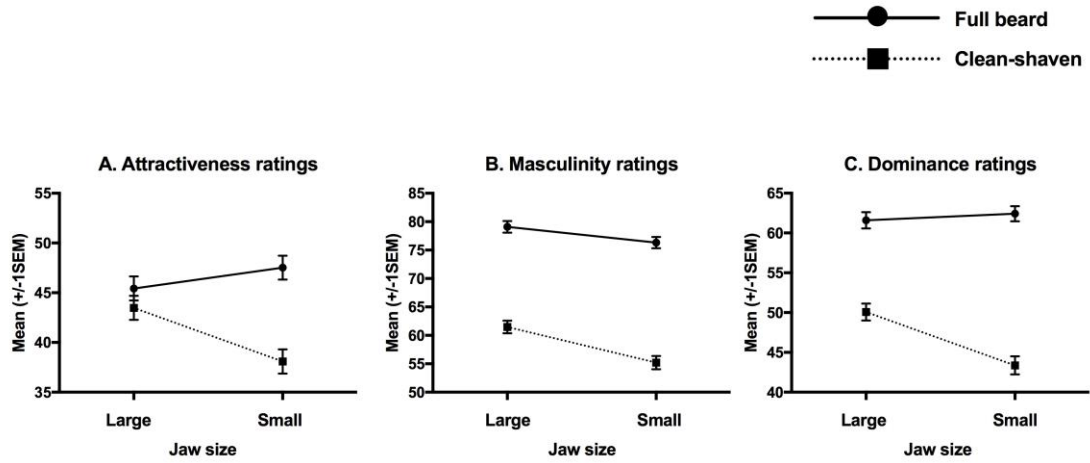 Full beard
Clean-shaven
A. Attractiveness ratings
Mean (+/-1SEM)
55
50
45
40
35
Large
Small
Jaw size
B. Masculinity ratings
Mean (+/-1SEM)
85
80
75
70
65
60
55
50
Large
Small
Jaw size
C. Dominance ratings
Mean (+/-1SEM)
65
60
55
50
45
40
Large
Small
Jaw size